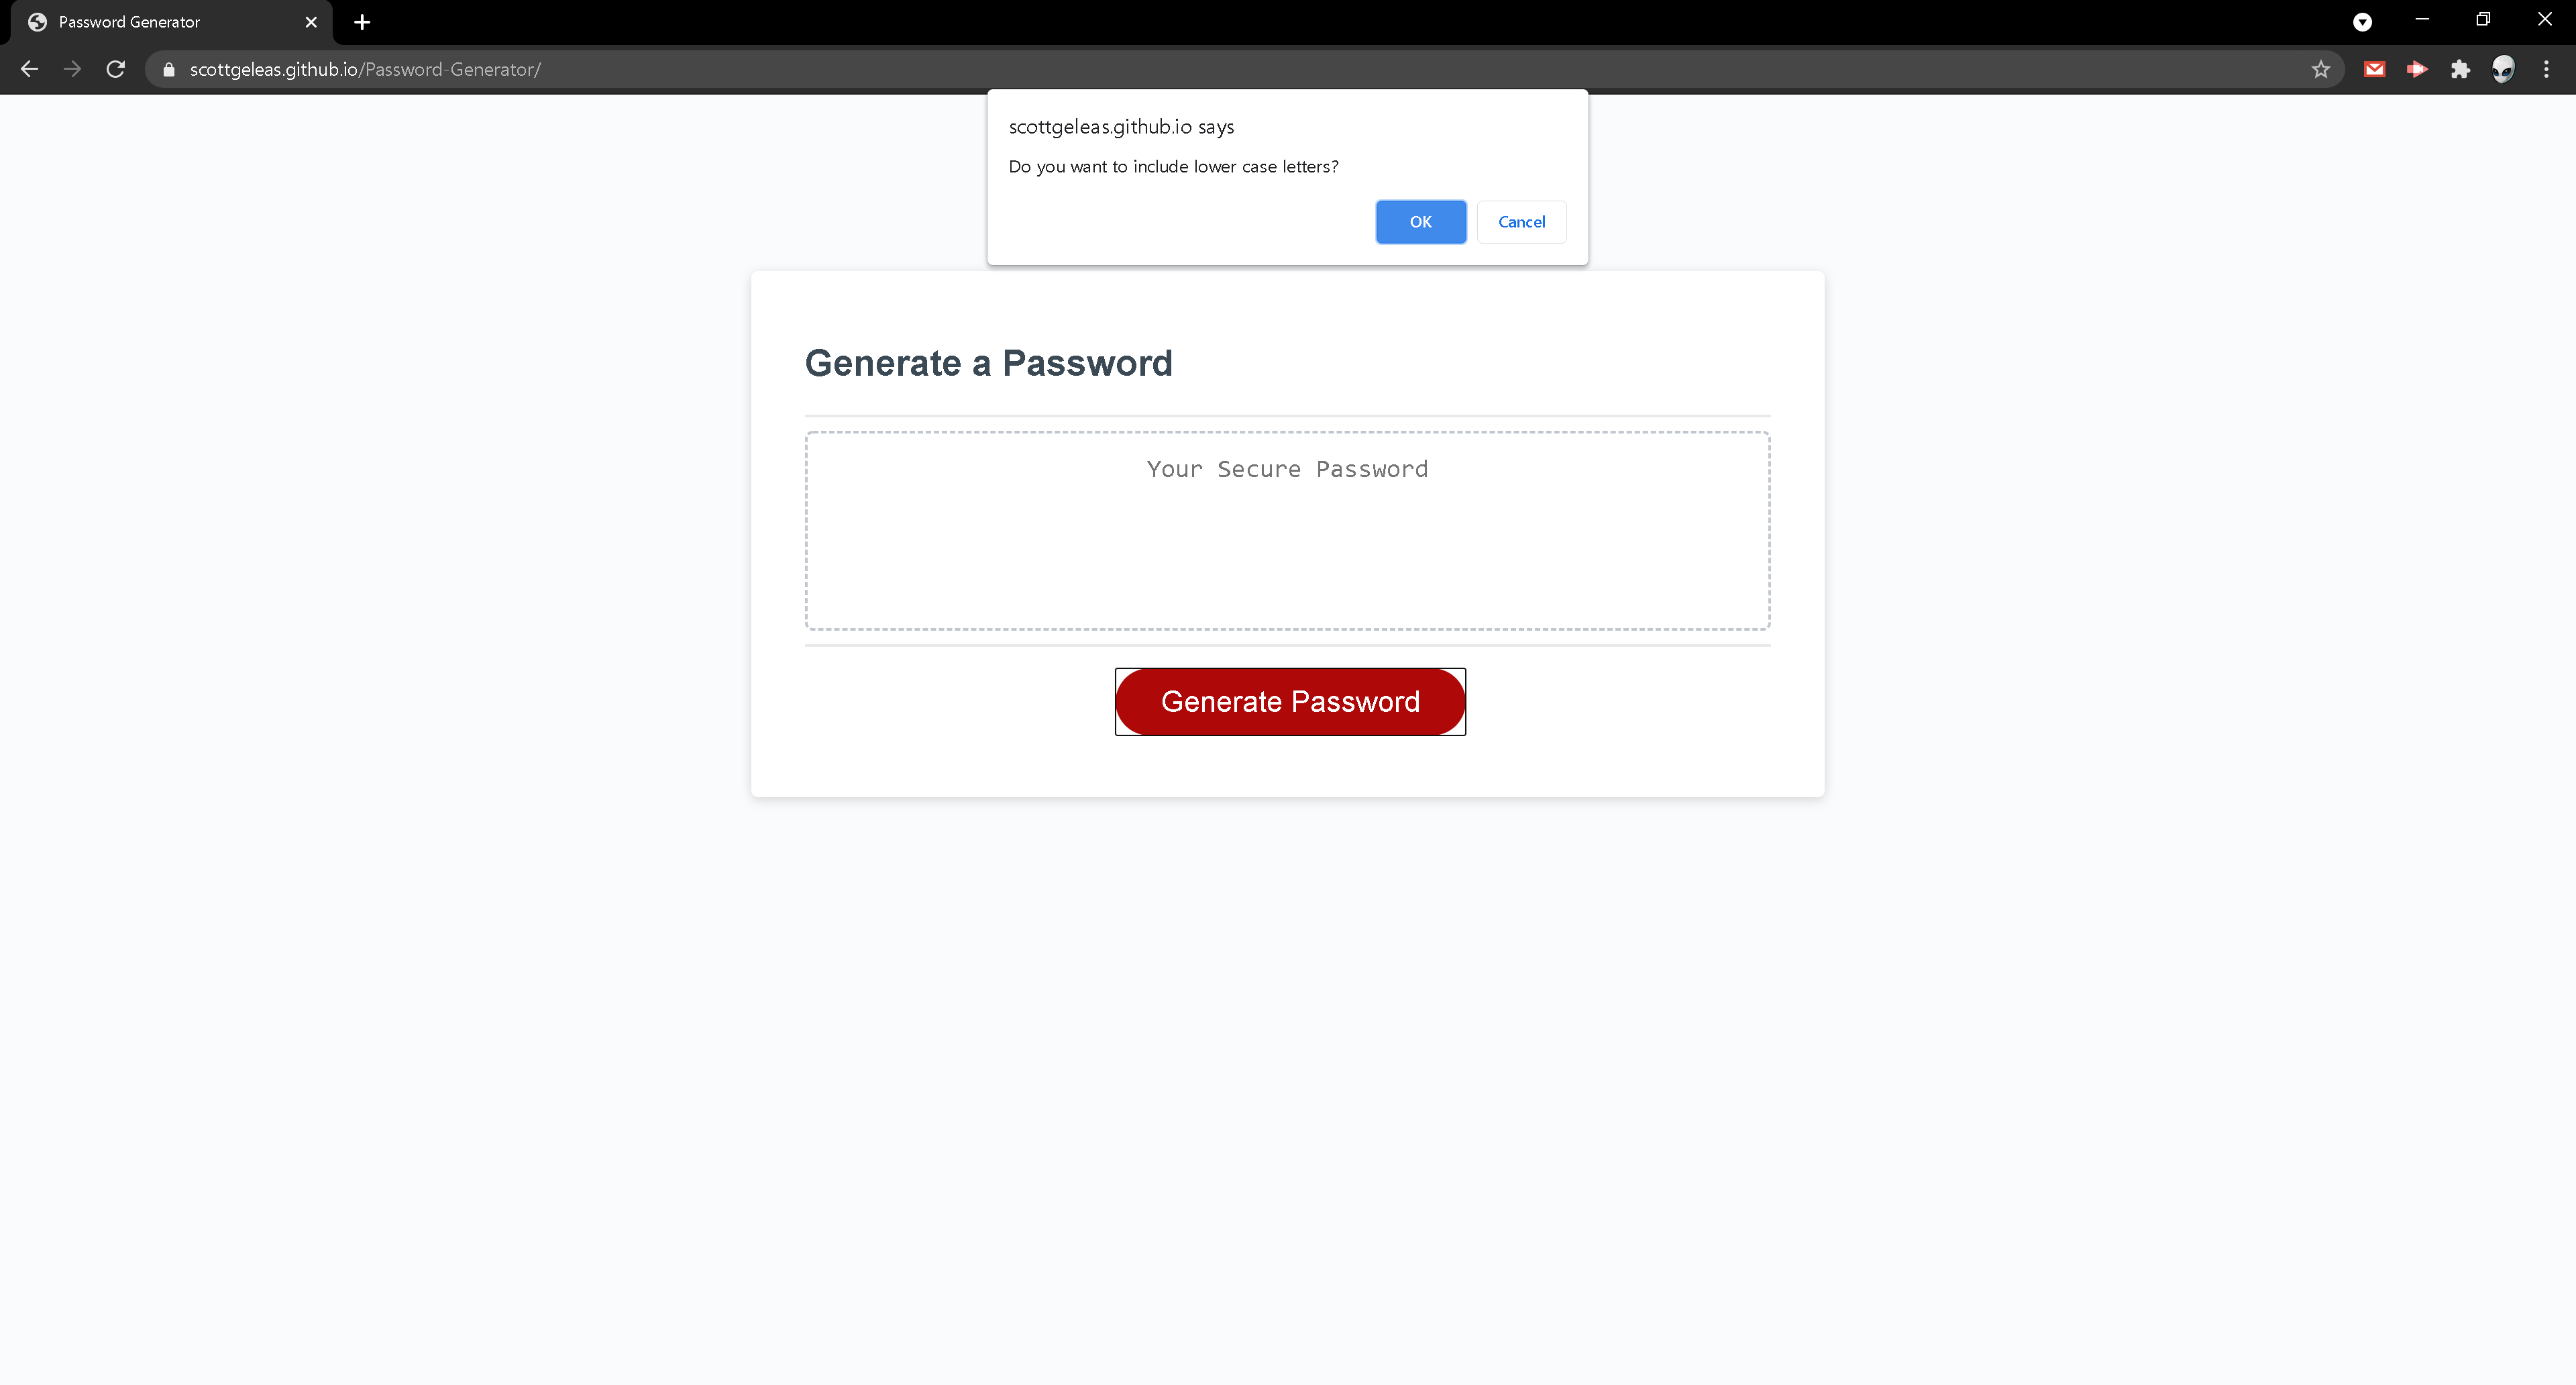 Password Generator
scottgeleas.github.io/Password-Generator/
scottgeleas.github.io says
Do you want to include lower case letters?
OK Cancel
Generate a Password
Your Secure Password
Generate Password